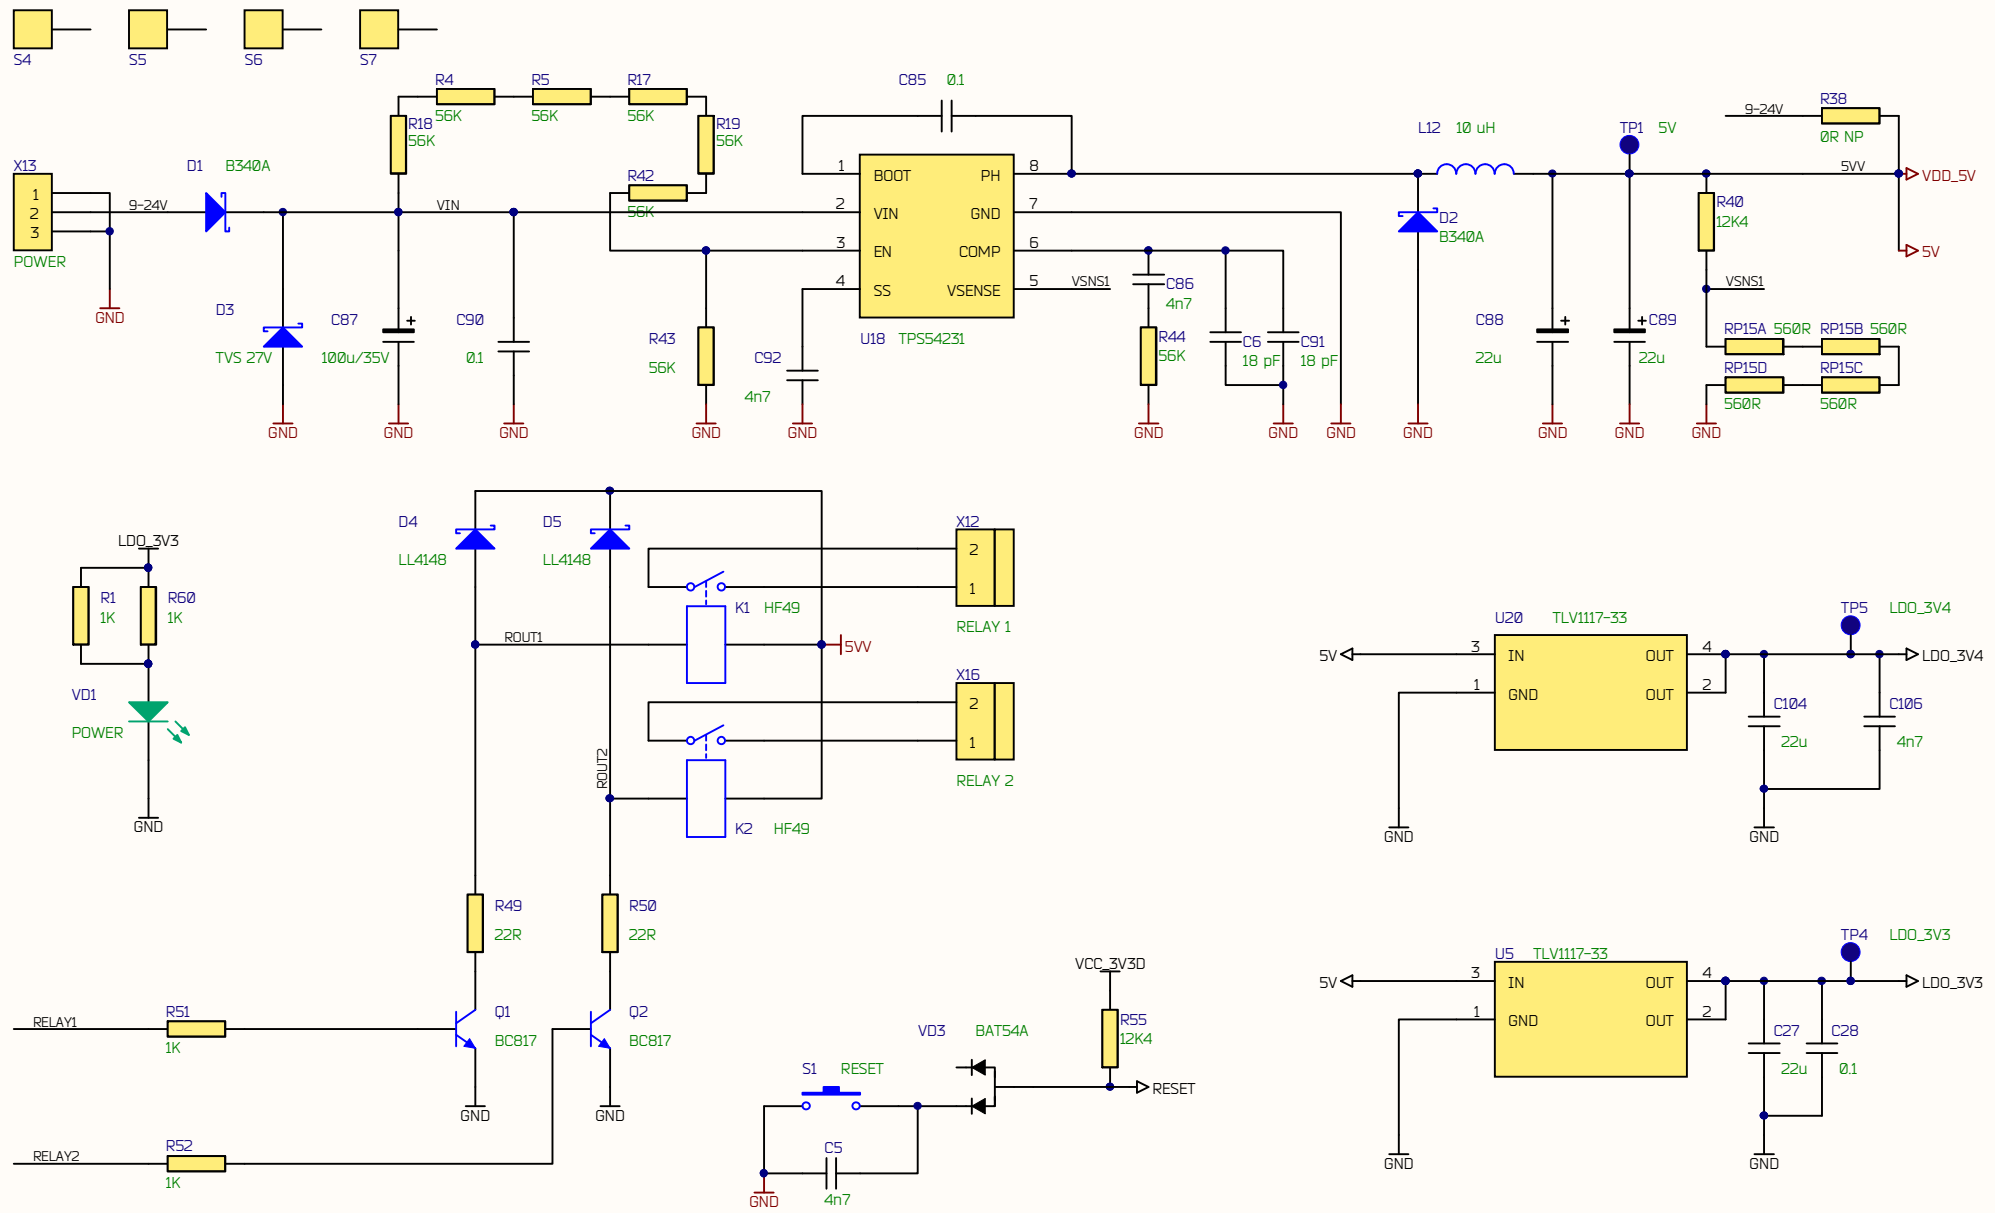 S4
S5
S6
S7
R4
56K
R5
56K
R17
56K
R18
56K
R19
56K
R42
56K
C85
0.1
X13
1
2
3
POWER
9-24V
D1
B340A
VIN
GND
D3
TVS 27V
GND
C87
+
100u/35V
GND
C90
0.1
GND
R43
56K
GND
C92
4n7
GND
1
BOOT
PH
8
2
VIN
GND
7
3
EN
COMP
6
4
SS
VSENSE
5
U18
TPS54231
VSNS1
C86
4n7
R44
56K
GND
C6
18 pF
C91
18 pF
GND
GND
L12
10 uH
D2
B340A
GND
TP1
5V
C88
+
22u
GND
C89
+
22u
GND
9-24V
R38
0R NP
5VV
VDD_5V
5V
R40
12K4
VSNS1
RP15A
560R
RP15B
560R
RP15D
560R
RP15C
560R
GND
LDO_3V3
R1
1K
R60
1K
VD1
POWER
GND
D4
LL4148
D5
LL4148
ROUT1
ROUT2
K1
HF49
5VV
K2
HF49
X12
2
1
RELAY 1
X16
2
1
RELAY 2
R49
22R
R50
22R
RELAY1
R51
1K
Q1
BC817
GND
Q2
BC817
GND
RELAY2
R52
1K
VCC_3V3D
R55
12K4
VD3
BAT54A
RESET
S1
RESET
C5
4n7
GND
U20
TLV1117-33
5V
3
IN
OUT
4
1
GND
OUT
2
GND
TP5
LDO_3V4
LDO_3V4
C104
22u
C106
4n7
GND
U5
TLV1117-33
5V
3
IN
OUT
4
1
GND
OUT
2
GND
TP4
LDO_3V3
LDO_3V3
C27
22u
C28
0.1
GND